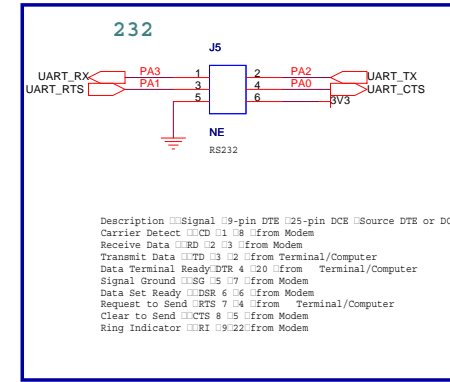 232
J5
UART_RX PA3 1 2 PA2 UART_TX
UART_RTS PA1 3 4 PA0 UART_CTS
5 6 3V3
NE
RS232
Description □□Signal □9-pin DTE □25-pin DCE □Source DTE or DC
Carrier Detect □□CD □1 □8 □from Modem
Receive Data □□RD □2 □3 □from Modem
Transmit Data □□TD □3 □2 □from Terminal/Computer
Data Terminal Ready□DTR 4 □20 □from Terminal/Computer
Signal Ground □□SG □5 □7 □from Modem
Data Set Ready □□DSR 6 □6 □from Modem
Request to Send □RTS 7 □4 □from Terminal/Computer
Clear to Send □□CTS 8 □5 □from Modem
Ring Indicator □□RI □9□22□from Modem